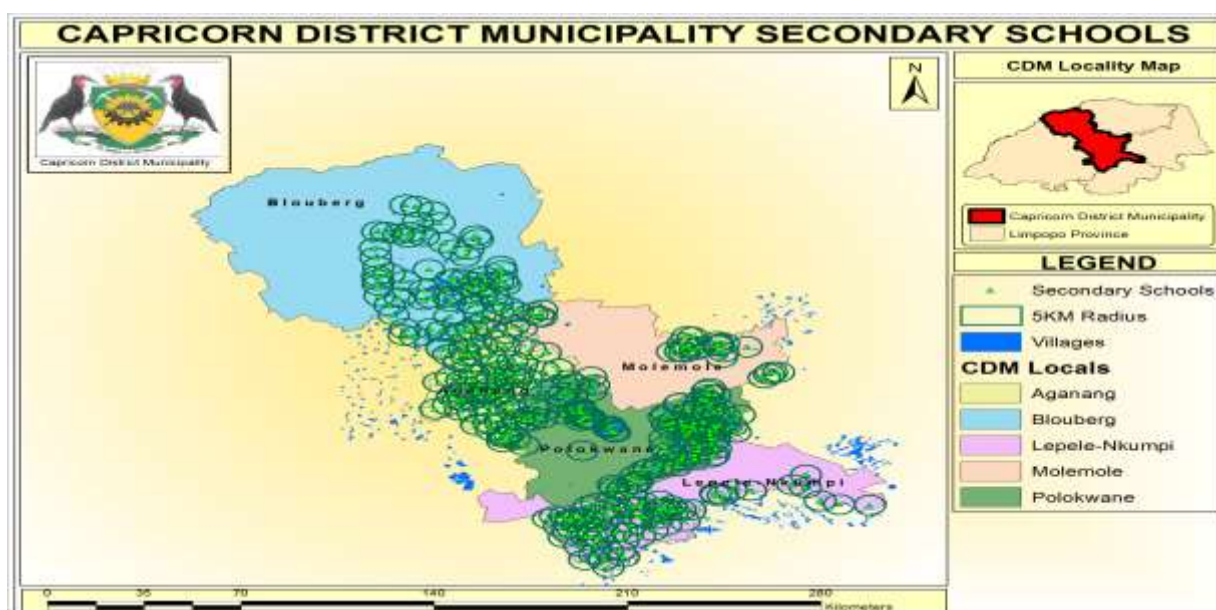 CAPRICORN DISTRICT MUNICIPALITY SECONDARY SCHOOLS
Capricorn District Municipality
N
Blouberg
Molemole
Polokwane
Lepele-Nkumpi
CDM Locality Map
Capricorn District Municipality
Limpopo Province
LEGEND
Secondary Schools
5KM Radius
Villages
CDM Locals
Aganang
Blouberg
Lepele-Nkumpi
Molemole
Polokwane
0 35 70 140 210 280
Kilometers